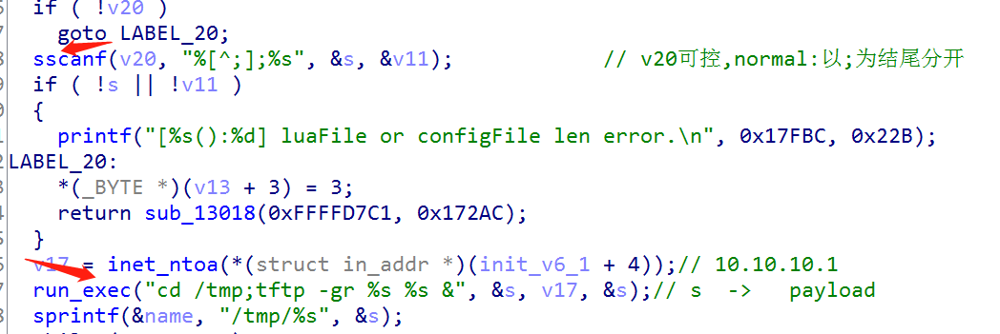 if ( !v20 )
goto LABEL_20;
sscanf(v20, "%[^;];%s", &s, &v11); // v20可控,normal:以;为结尾分开
if ( !s || !v11 )
{
printf("[%s():%d] luaFile or configFile len error.\n", 0x17FBC, 0x22B);
LABEL_20:
*(_BYTE *)(v13 + 3) = 3;
return sub_13018(0xFFFFD7C1, 0x172AC);
}
v17 = inet_ntoa(*(struct in_addr *)(init_v6_1 + 4));// 10.10.10.1
run_exec("cd /tmp;tftp -gr %s %s &", &s, v17, &s);// s -> payload
sprintf(&name, "/tmp/%s", &s);